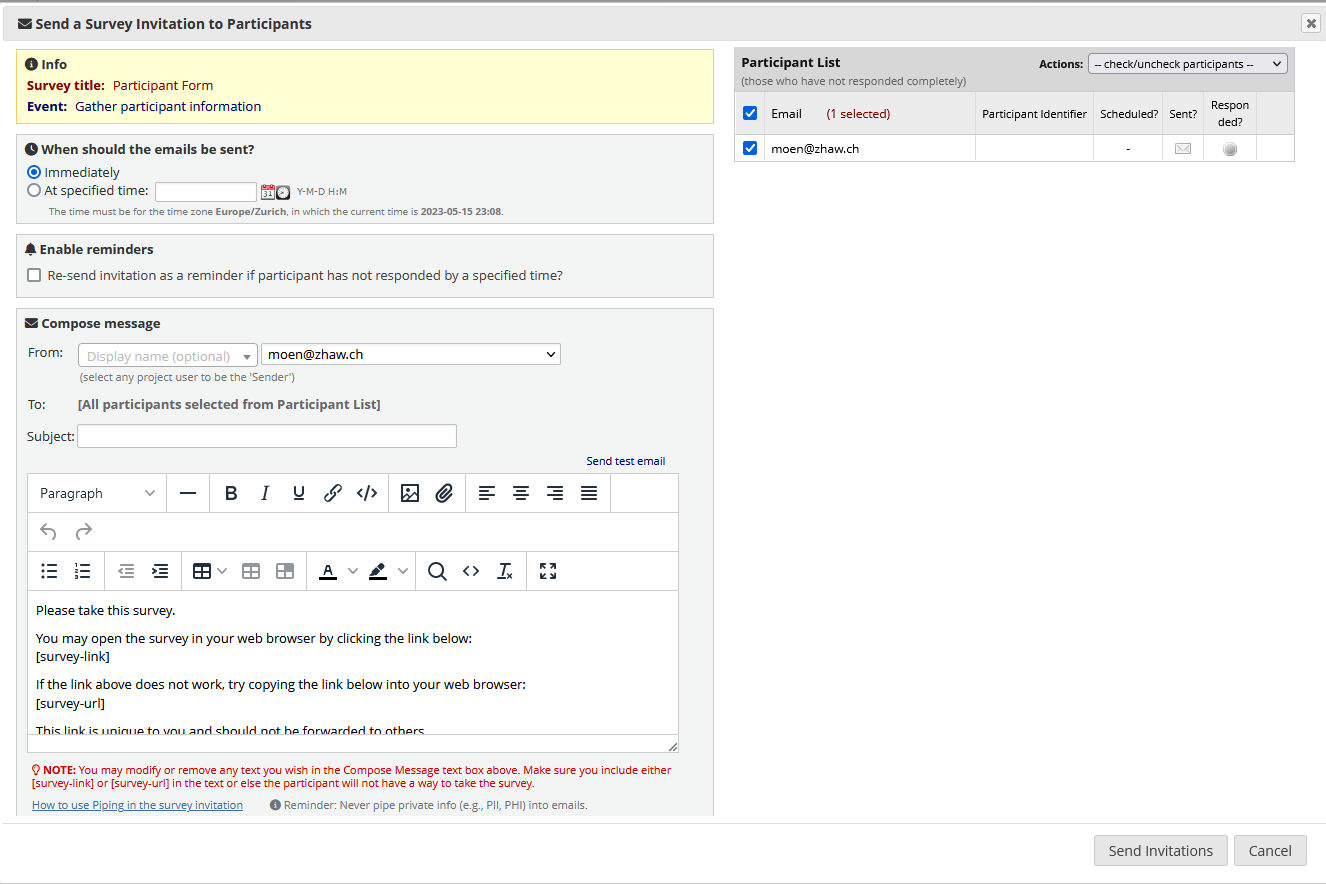 Send a Survey Invitation to Participants
Info
Survey title: Participant Form
Event: Gather participant information
When should the emails be sent?
Immediately
At specified time: 31 Y-M-D H:M
The time must be for the time zone Europe/Zurich, in which the current time is 2023-05-15 23:08.
Enable reminders
Re-send invitation as a reminder if participant has not responded by a specified time?
Compose message
From: Display name (optional) moen@zhaw.ch
(select any project user to be the 'Sender')
To: [All participants selected from Participant List]
Subject:
Send test email
Paragraph
Please take this survey.
You may open the survey in your web browser by clicking the link below:
[survey-link]
If the link above does not work, try copying the link below into your web browser:
[survey-url]
This link is unique to you and should not be forwarded to others
NOTE: You may modify or remove any text you wish in the Compose Message text box above. Make sure you include either
[survey-link] or [survey-url] in the text or else the participant will not have a way to take the survey.
How to use Piping in the survey invitation
Reminder: Never pipe private info (e.g., PII, PHI) into emails.
Participant List
(those who have not responded completely)
Actions: -- check/uncheck participants --
Email (1 selected) Participant Identifier Scheduled? Sent? Respon
ded?
moen@zhaw.ch -
Send Invitations Cancel